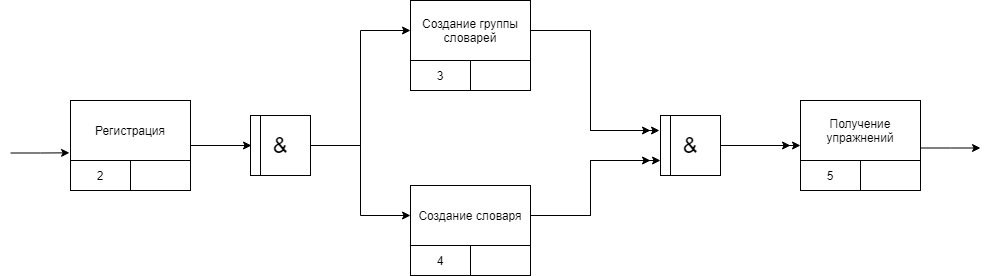 Создание группы
словарей
3
Регистрация
2
&
&
Получение
упражнений
5
Создание словаря
4